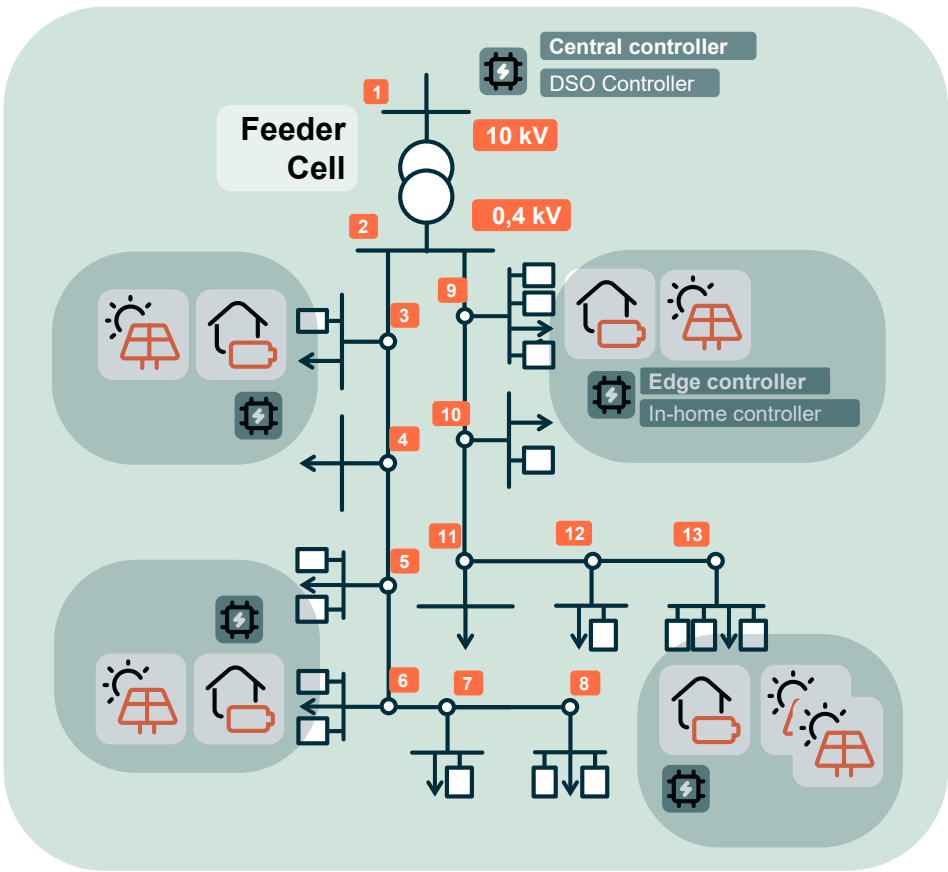 Central controller
DSO Controller
1
Feeder
Cell
10 kV
0,4 kV
2
9
3
Edge controller
In-home controller
10
4
11
12
13
5
6
7
8